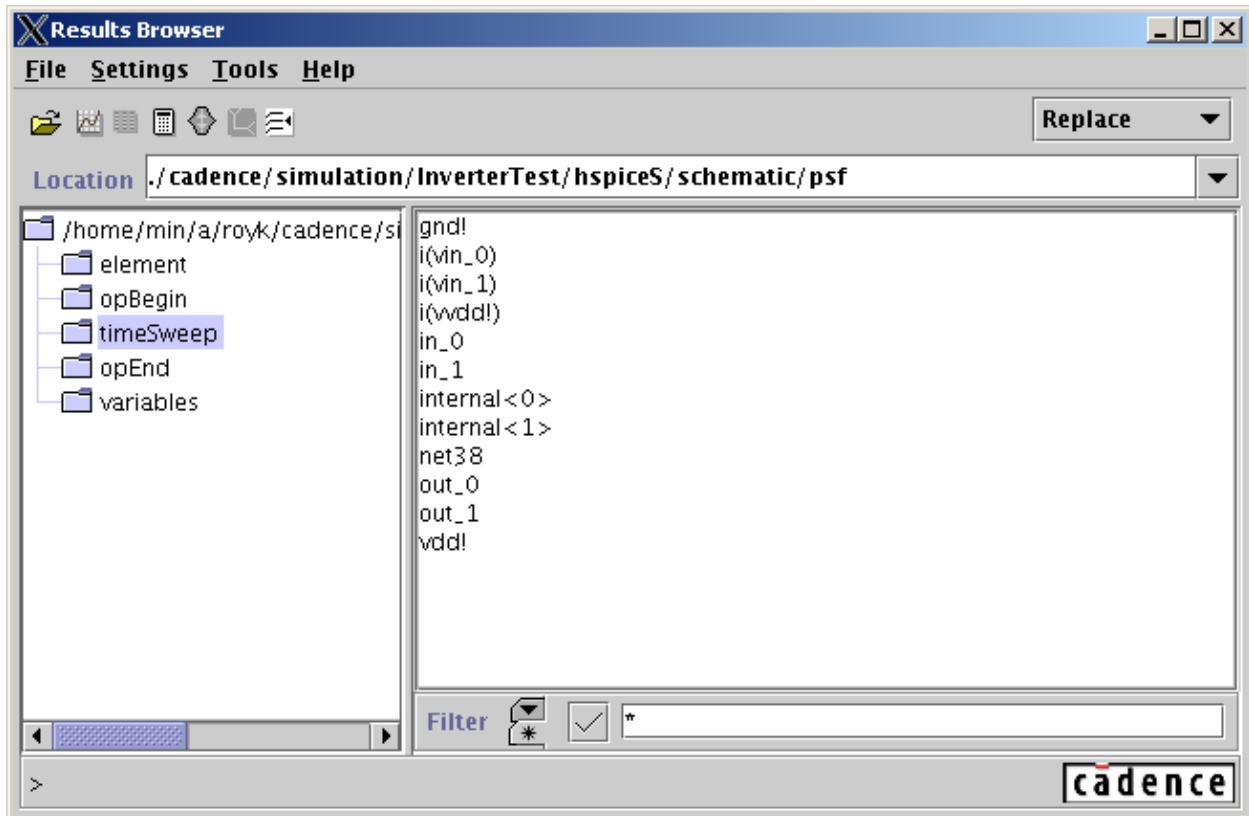 Results Browser
File Settings Tools Help
Replace
Location ./cadence/simulation/InverterTest/hspiceS/schematic/psf
/home/min/a/royk/cadence/si
element
opBegin
timeSweep
opEnd
variables
gnd!
i(vin_0)
i(vin_1)
i(vvdd!)
in_0
in_1
internal<0>
internal<1>
net38
out_0
out_1
vdd!
Filter *
>
cādence